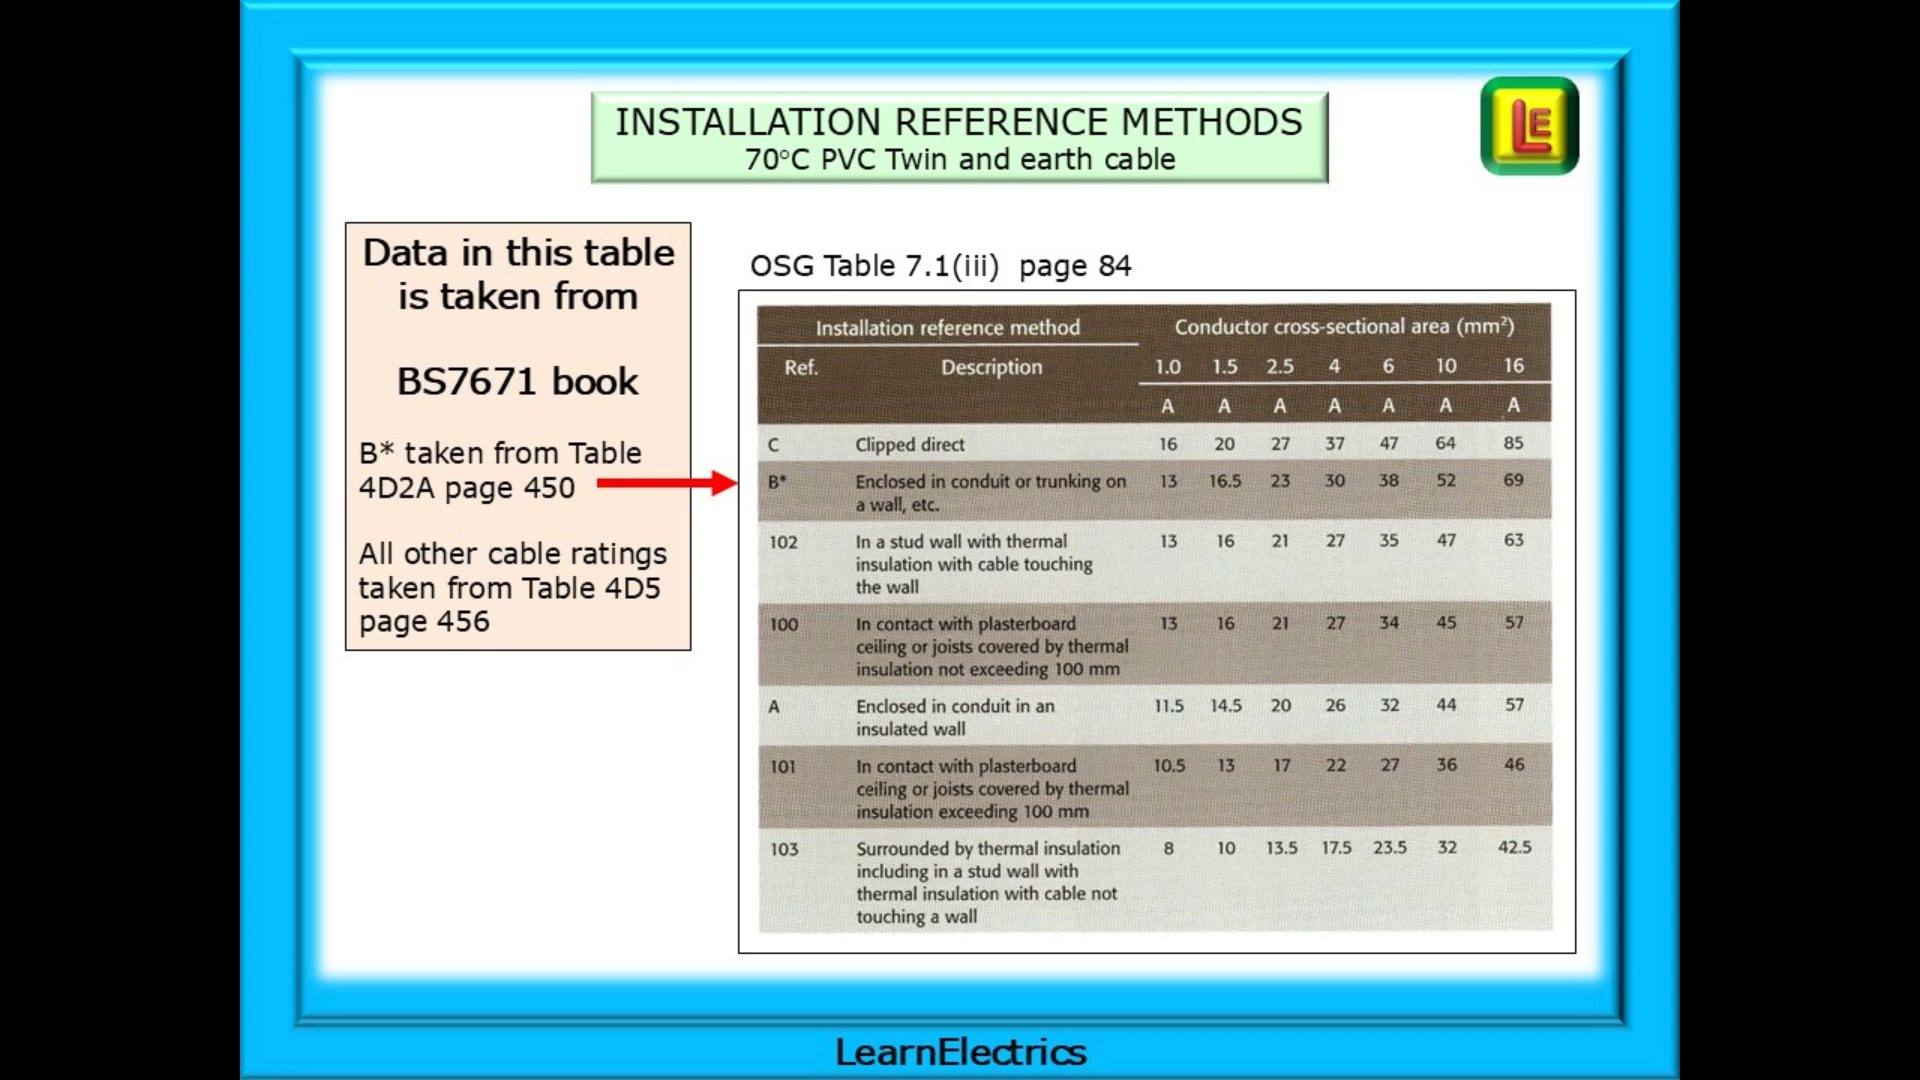 INSTALLATION REFERENCE METHODS
70°C PVC Twin and earth cable
LE
Data in this table
is taken from
BS7671 book
B* taken from Table
4D2A page 450
All other cable ratings
taken from Table 4D5
page 456
OSG Table 7.1(iii) page 84
Installation reference method Conductor cross-sectional area (mm²)
Ref. Description 1.0 1.5 2.5 4 6 10 16
A A A A A A A
C Clipped direct 16 20 27 37 47 64 85
B* Enclosed in conduit or trunking on 13 16.5 23 30 38 52 69
a wall, etc.
102 In a stud wall with thermal 13 16 21 27 35 47 63
insulation with cable touching
the wall
100 In contact with plasterboard 13 16 21 27 34 45 57
ceiling or joists covered by thermal
insulation not exceeding 100 mm
A Enclosed in conduit in an 11.5 14.5 20 26 32 44 57
insulated wall
101 In contact with plasterboard 10.5 13 17 22 27 36 46
ceiling or joists covered by thermal
insulation exceeding 100 mm
103 Surrounded by thermal insulation 8 10 13.5 17.5 23.5 32 42.5
including in a stud wall with
thermal insulation with cable not
touching a wall
LearnElectrics